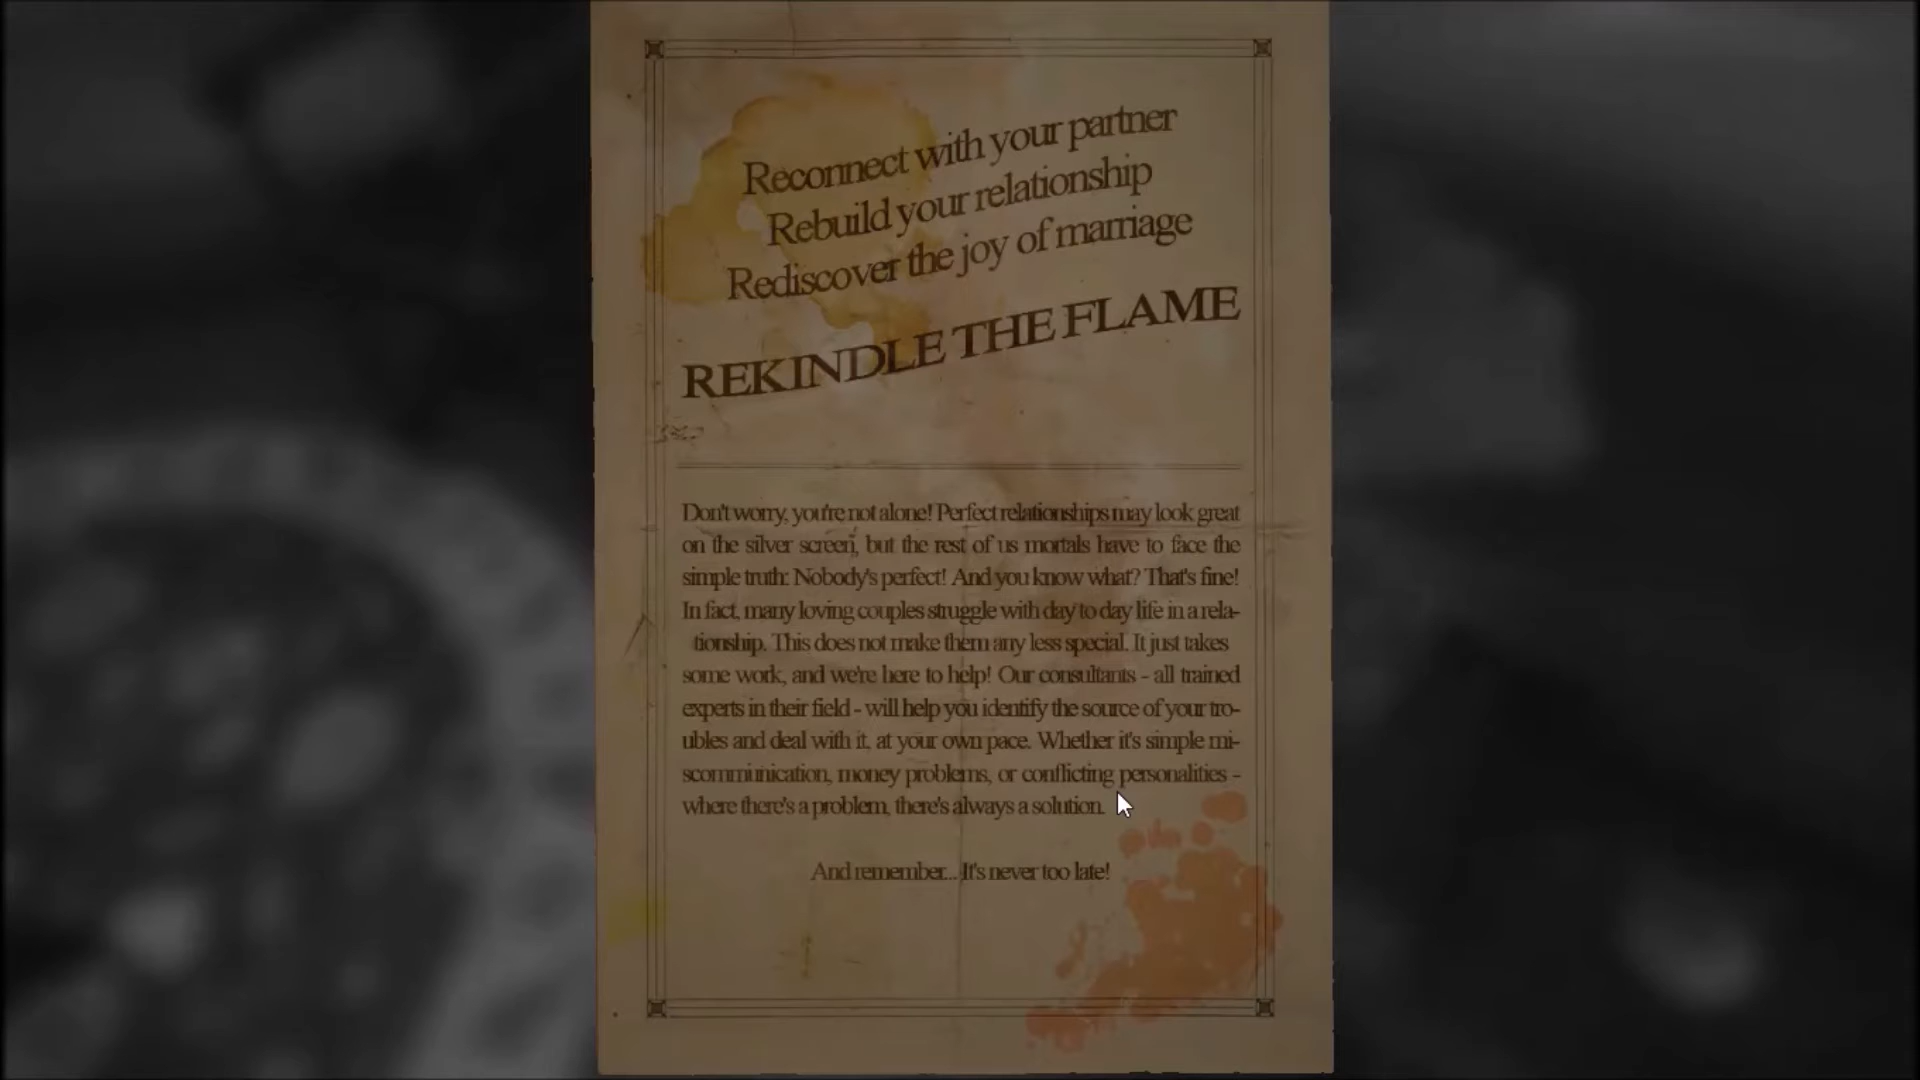 Reconnect with your partner
Rebuild your relationship
Rediscover the joy of marriage
REKINDLE THE FLAME
Don't worry, you're not alone! Perfect relationships may look great
on the silver screen, but the rest of us mortals have to face the
simple truth: Nobody's perfect! And you know what? That's fine!
In fact, many loving couples struggle with day to day life in a rela-
tionship. This does not make them any less special. It just takes
some work, and we're here to help! Our consultants - all trained
experts in their field - will help you identify the source of your tro-
ubles and deal with it, at your own pace. Whether it's simple mi-
scommunication, money problems, or conflicting personalities -
where there's a problem, there's always a solution.
And remember... It's never too late!